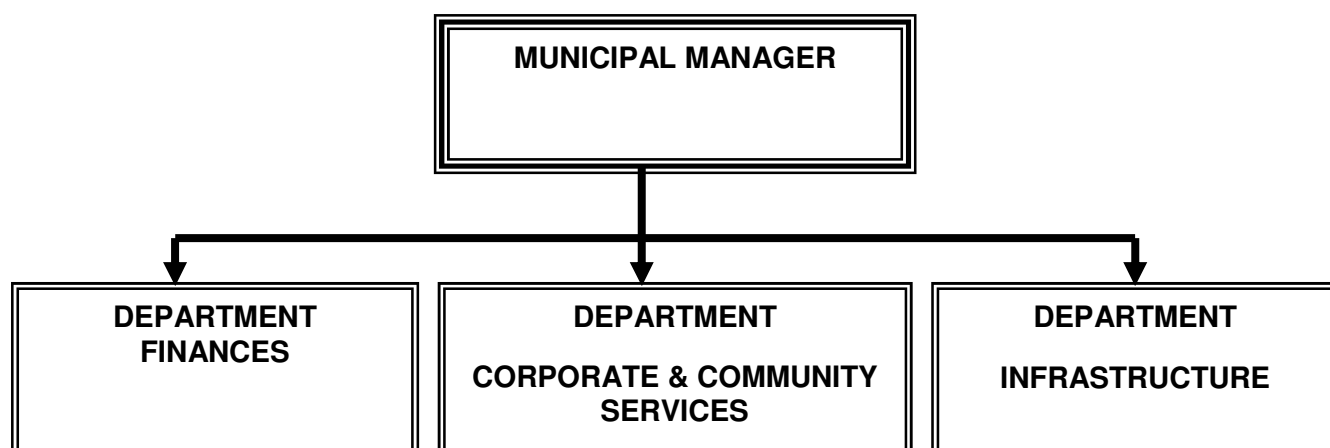 MUNICIPAL MANAGER
DEPARTMENT
FINANCES
DEPARTMENT
CORPORATE & COMMUNITY
SERVICES
DEPARTMENT
INFRASTRUCTURE